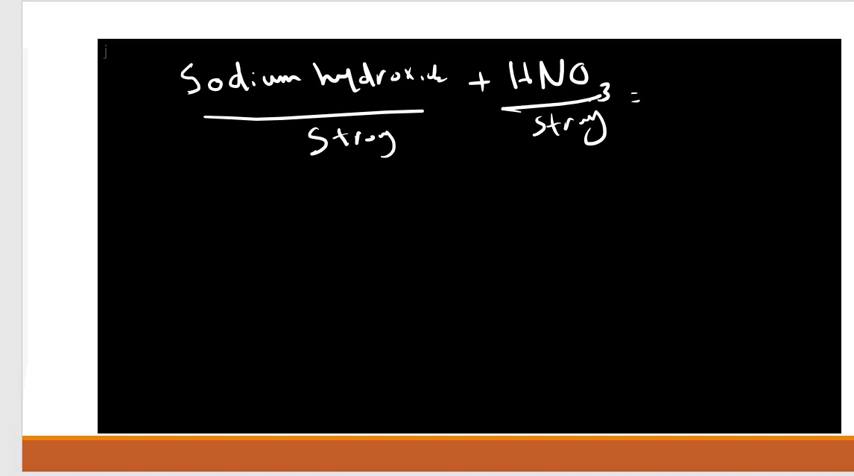 j
Sodium hydroxide + HNO₃ =
Strong strong